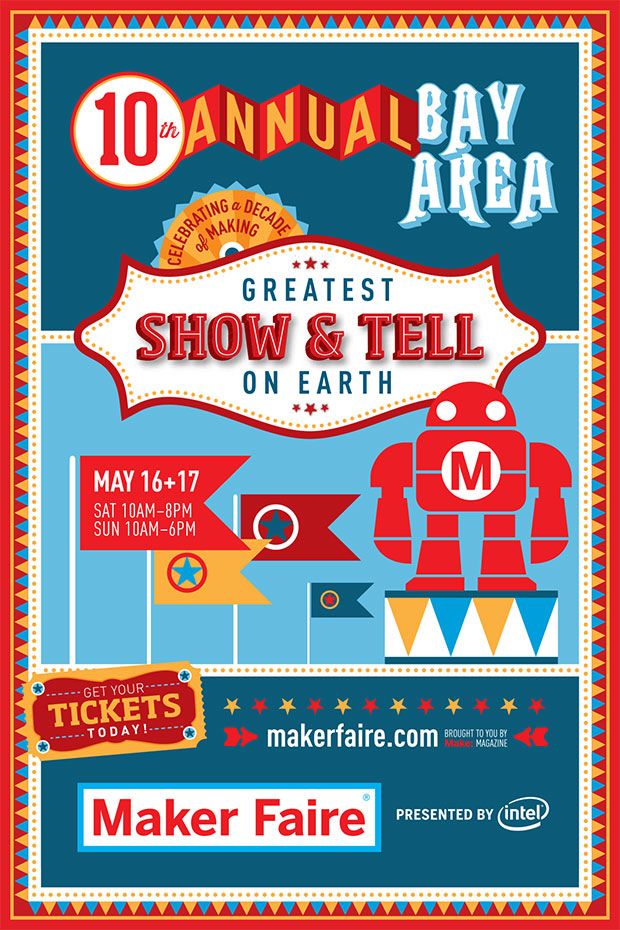 10th ANNUAL BAY
AREA
CELEBRATING a DECADE
of MAKING
GREATEST
SHOW & TELL
ON EARTH
M
MAY 16+17
SAT 10AM–8PM
SUN 10AM–6PM
GET YOUR
TICKETS
TODAY!
makerfaire.com
BROUGHT TO YOU BY
Make: MAGAZINE
Maker Faire®
PRESENTED BY intel